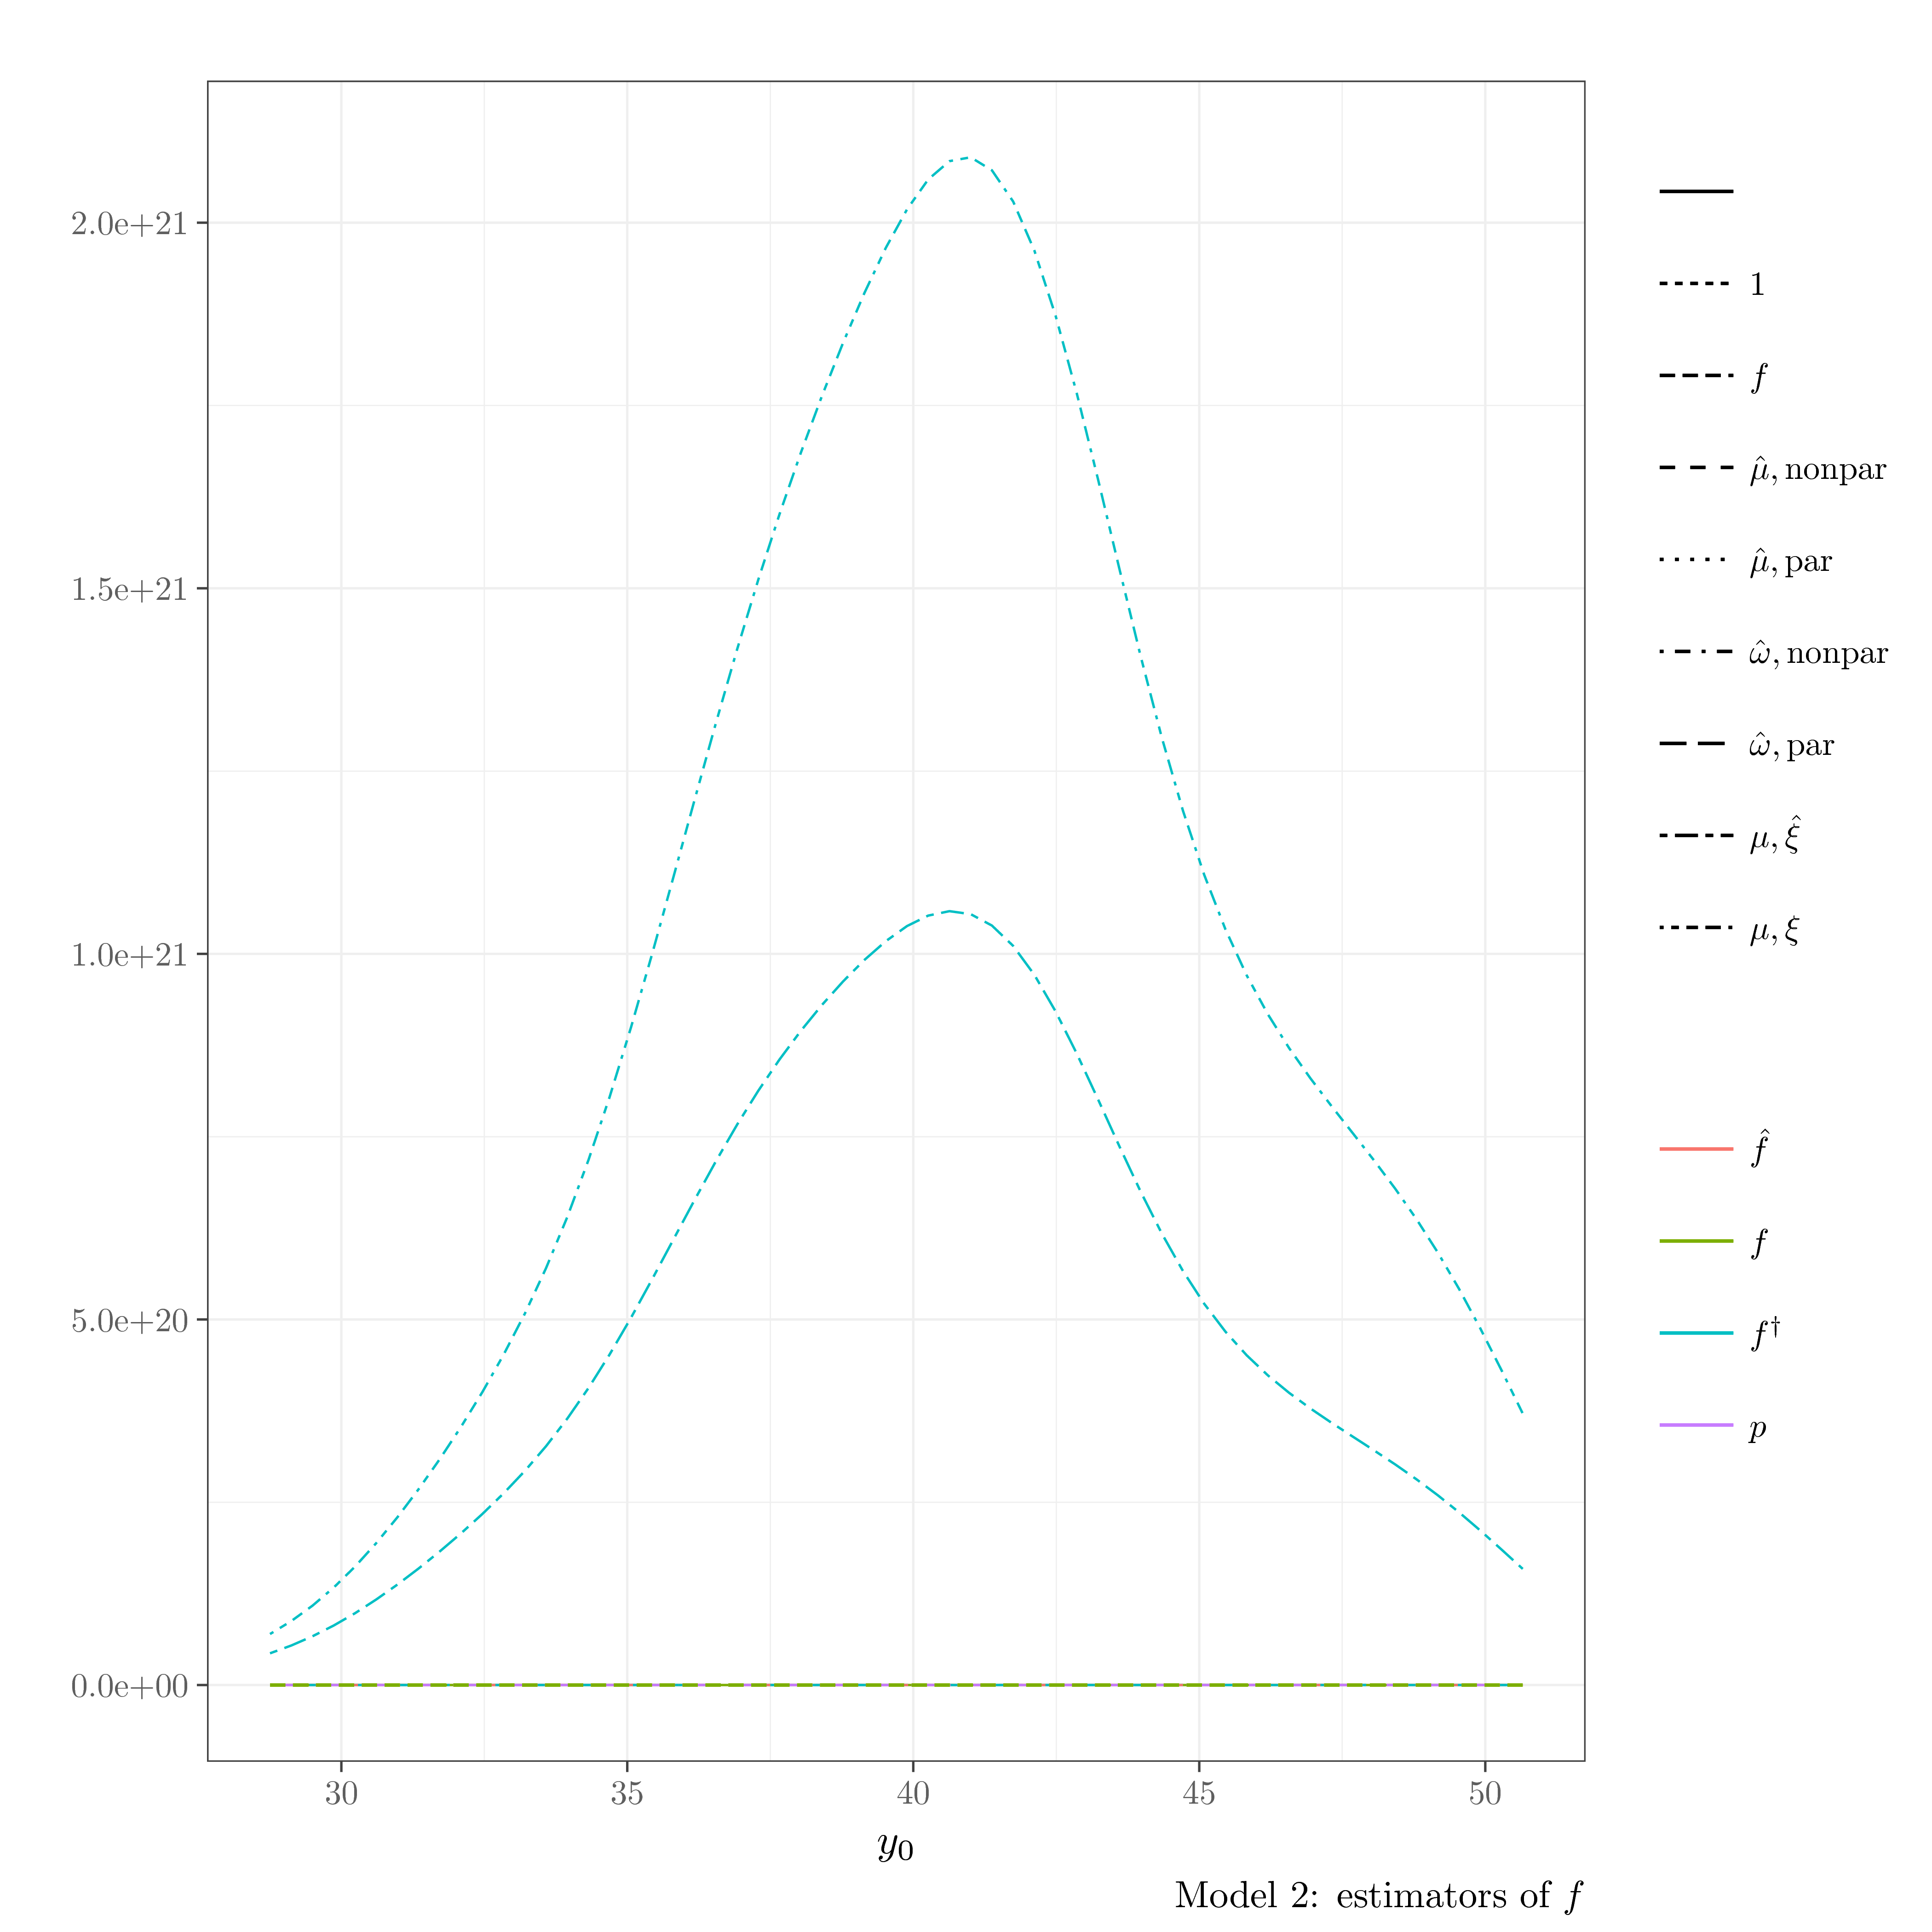 2.0e+21
1.5e+21
1.0e+21
5.0e+20
0.0e+00
30 35 40 45 50
y₀
Model 2: estimators of f
1
f
μ̂, nonpar
μ̂, par
ω̂, nonpar
ω̂, par
μ, ξ̂
μ, ξ
f̂
f
f†
p